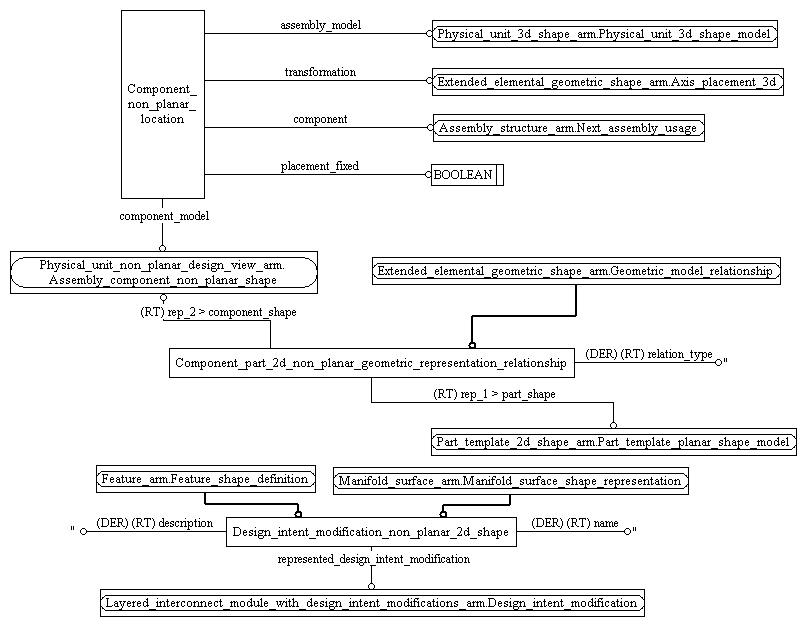 assembly_model
Physical_unit_3d_shape_arm.Physical_unit_3d_shape_model
transformation
Extended_elemental_geometric_shape_arm.Axis_placement_3d
Component_
non_planar_
location
component
Assembly_structure_arm.Next_assembly_usage
placement_fixed
BOOLEAN
component_model
Physical_unit_non_planar_design_view_arm.
Assembly_component_non_planar_shape
Extended_elemental_geometric_shape_arm.Geometric_model_relationship
(RT) rep_2 > component_shape
Component_part_2d_non_planar_geometric_representation_relationship
(DER) (RT) relation_type
"
(RT) rep_1 > part_shape
Part_template_2d_shape_arm.Part_template_planar_shape_model
Feature_arm.Feature_shape_definition
Manifold_surface_arm.Manifold_surface_shape_representation
" (DER) (RT) description
Design_intent_modification_non_planar_2d_shape
(DER) (RT) name
"
represented_design_intent_modification
Layered_interconnect_module_with_design_intent_modifications_arm.Design_intent_modification